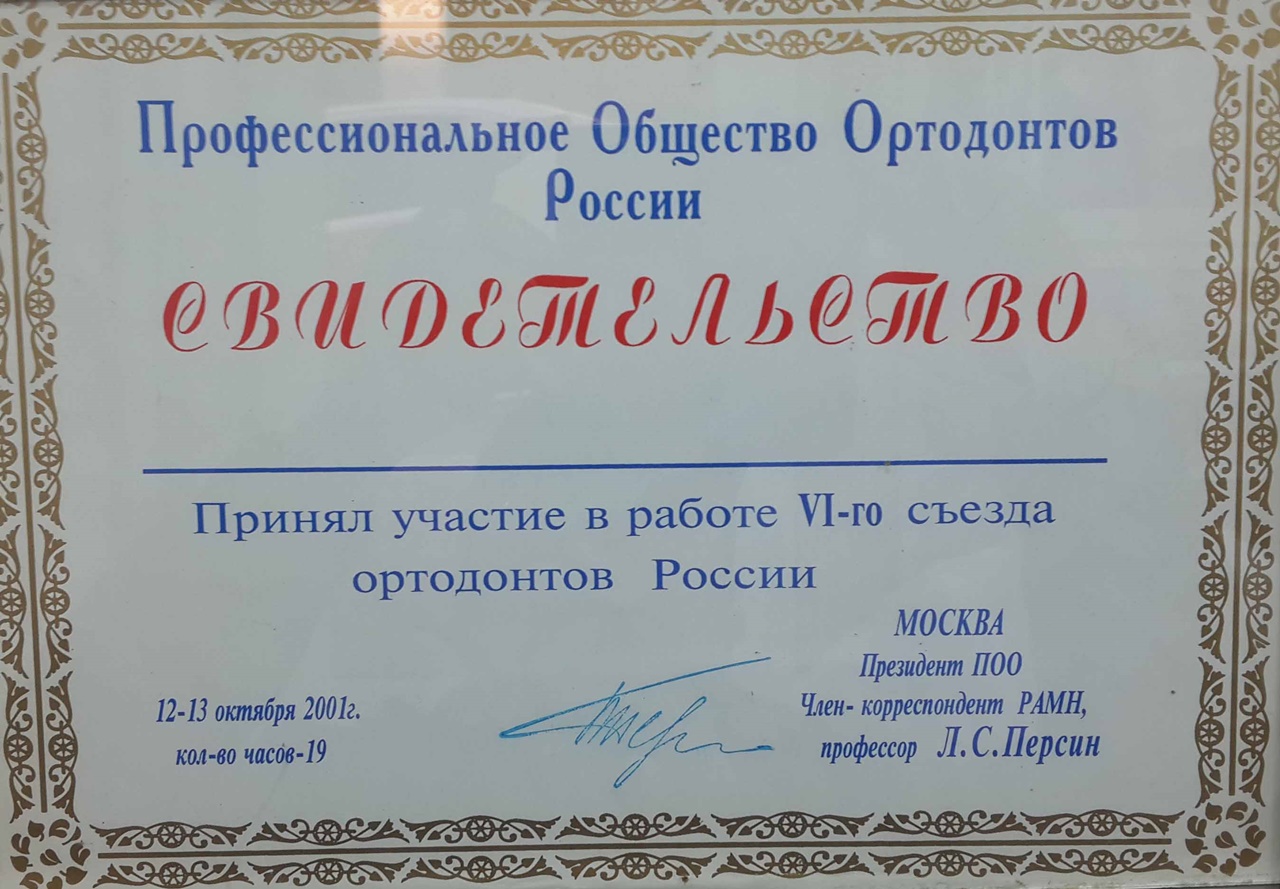 Профессиональное Общество Ортодонтов
России
СВИДЕТЕЛЬСТВО
Принял участие в работе VI-го съезда
ортодонтов России
МОСКВА
Президент ПОО
Член- корреспондент РАМН,
профессор Л.С.Персин
12-13 октября 2001г.
кол-во часов-19